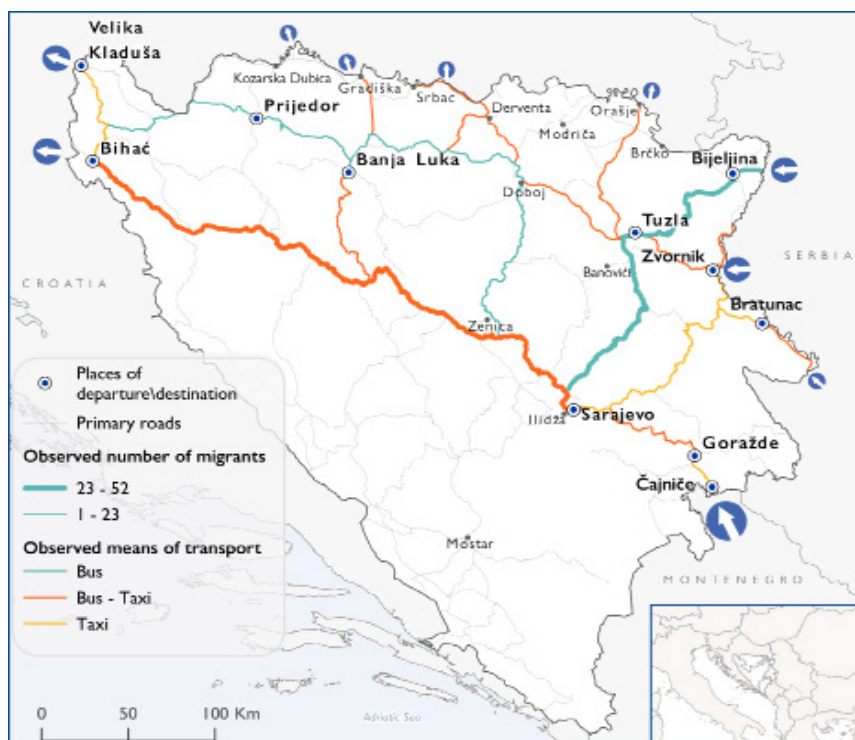 Velika
Kladuša
Kozarska Dubica
Gradiška
Srbac
Prijedor
Derventa
Orašje
Modriča
Brčko
Bihać
Banja Luka
Bijeljina
Doboj
Tuzla
SERBIA
Zvornik
Banovići
CROATIA
Bratunac
Zenica
Places of
departure\destination
Primary roads
Ilidža
Sarajevo
Goražde
Observed number of migrants
Čajniče
23 - 52
1 - 23
Mostar
Observed means of transport
Bus
MONTENEGRO
Bus - Taxi
Taxi
0 50 100 Km
Adriatic Sea